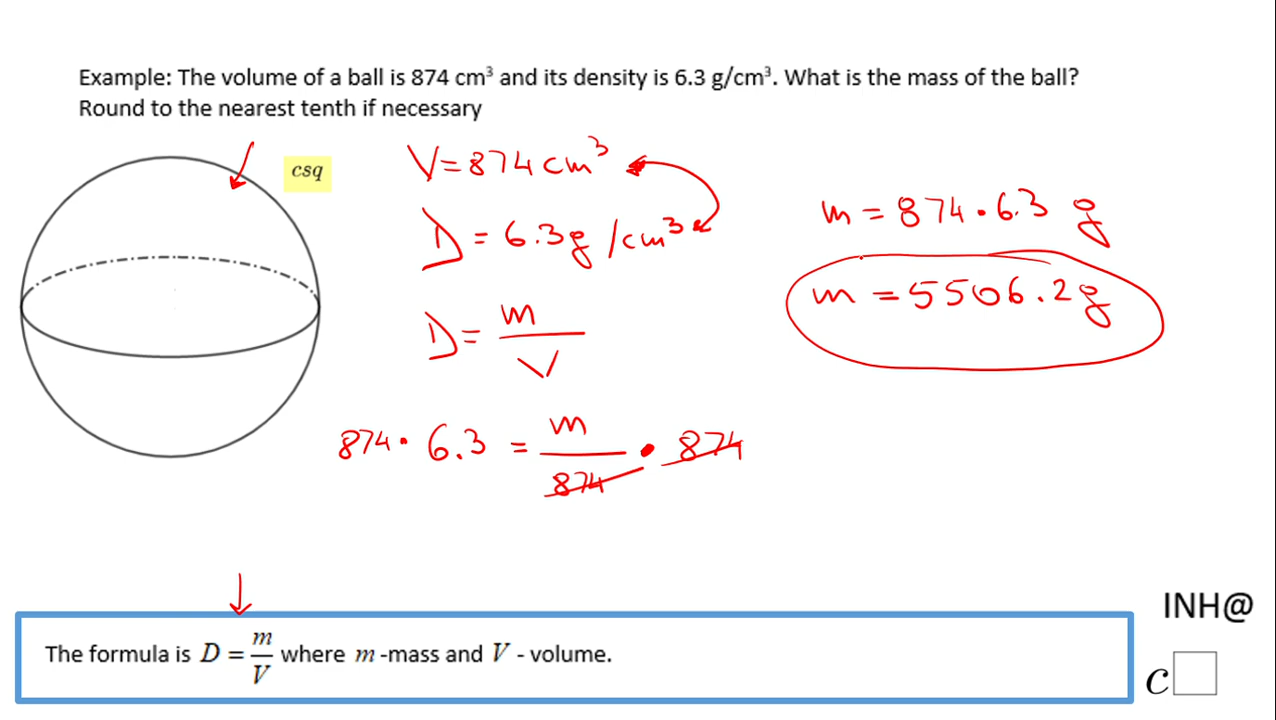 Example: The volume of a ball is 874 cm³ and its density is 6.3 g/cm³. What is the mass of the ball?
Round to the nearest tenth if necessary
csq
V = 874 cm³
D = 6.3g /cm³
D = m/V
874 · 6.3 = m/874 · 874
m = 874 · 6.3 g
m = 5506.2g
The formula is D = m/V where m -mass and V - volume.
INH@
c